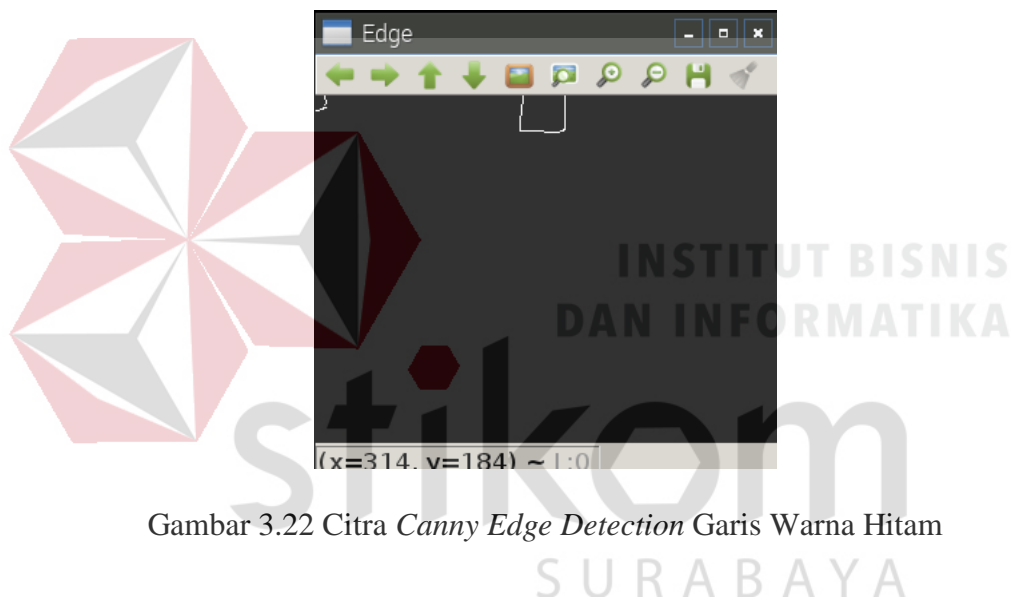 Edge
INSTITUT BISNIS
DAN INFORMATIKA
stikom
(x=314, y=184) ~ L:0
Gambar 3.22 Citra Canny Edge Detection Garis Warna Hitam
SURABAYA